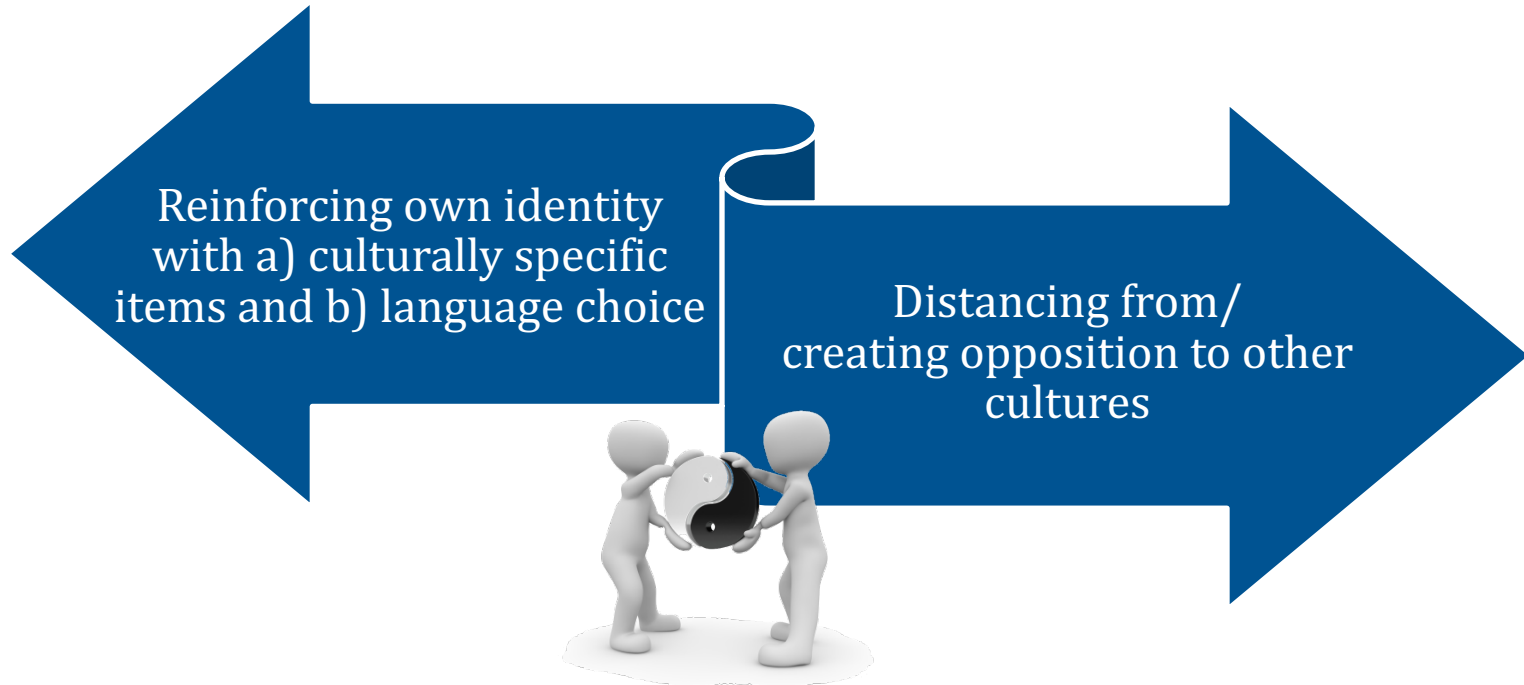 Reinforcing own identity
with a) culturally specific
items and b) language choice
Distancing from/
creating opposition to other
cultures